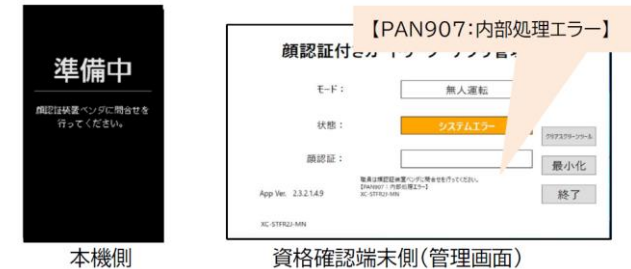 準備中
顔認証装置ベンダに問合せを
行ってください。
本機側
【PAN907：内部処理エラー】
顔認証付き
モード：
無人運転
状態：
システムエラー
顔認証：
最小化
終了
職員は顔認証装置ベンダに問合せを行ってください。
【PAN907：内部処理エラー】
XC-STFR2J-MN
App Ver. 2.3.2.1.4.9
XC-STFR2J-MN
資格確認端末側(管理画面)